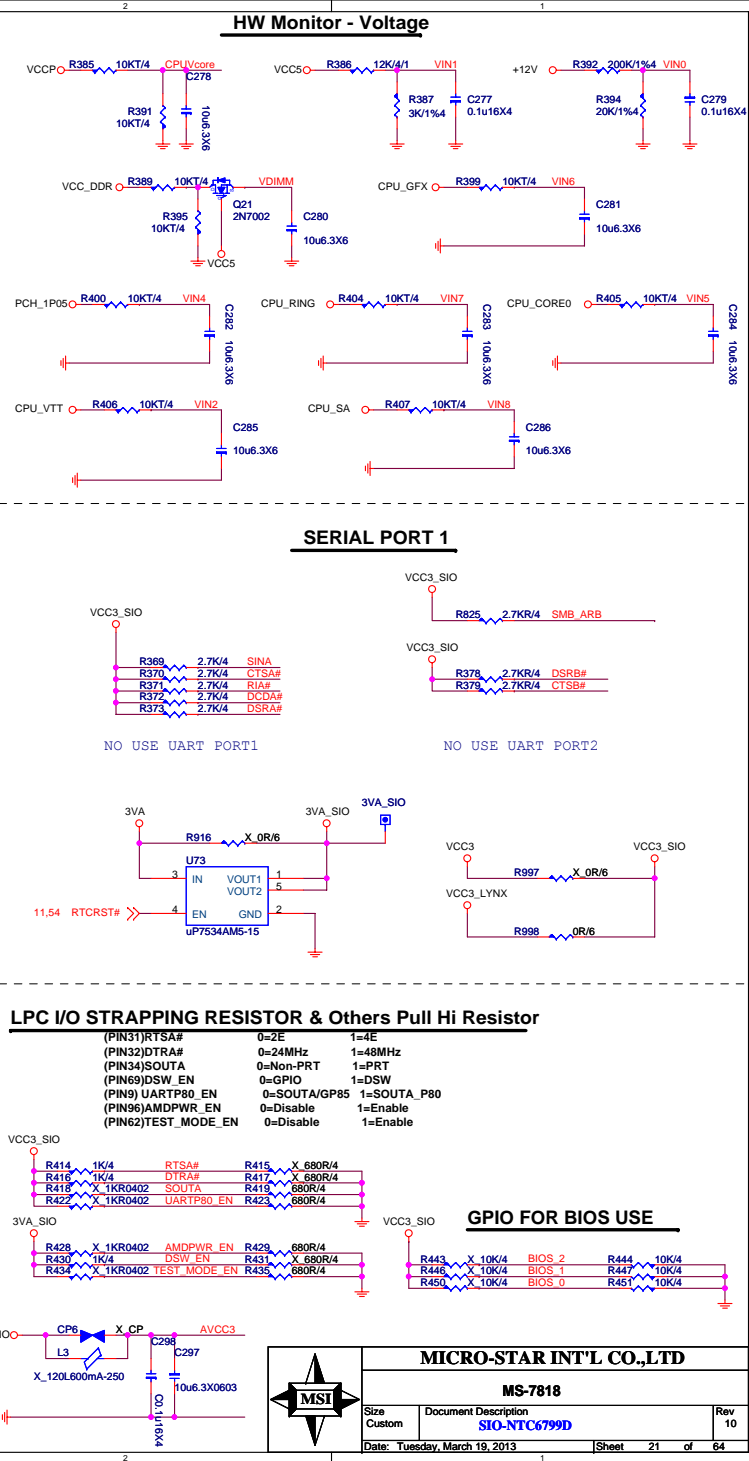 2 1
HW Monitor - Voltage
VCCP R385 10KT/4 CPUVcore
C278
10u6.3X6
R391
10KT/4
VCC5 R386 12K/4/1 VIN1
R387
3K/1%4
C277
0.1u16X4
+12V R392 200K/1%4 VIN0
R394
20K/1%4
C279
0.1u16X4
VCC_DDR R389 10KT/4 VDIMM
Q21
2N7002
R395
10KT/4
C280
10u6.3X6
VCC5
CPU_GFX R399 10KT/4 VIN6
C281
10u6.3X6
PCH_1P05 R400 10KT/4 VIN4
C282 10u6.3X6
CPU_RING R404 10KT/4 VIN7
C283 10u6.3X6
CPU_CORE0 R405 10KT/4 VIN5
C284 10u6.3X6
CPU_VTT R406 10KT/4 VIN2
C285
10u6.3X6
CPU_SA R407 10KT/4 VIN8
C286
10u6.3X6
SERIAL PORT 1
VCC3_SIO
R369 2.7K/4 SINA
R370 2.7K/4 CTSA#
R371 2.7K/4 RIA#
R372 2.7K/4 DCDA#
R373 2.7K/4 DSRA#
NO USE UART PORT1
VCC3_SIO
R825 2.7KR/4 SMB_ARB
VCC3_SIO
R378 2.7KR/4 DSRB#
R379 2.7KR/4 CTSB#
NO USE UART PORT2
3VA 3VA_SIO 3VA_SIO
R916 X_0R/6
U73
3 IN VOUT1 1
VOUT2 5
11,54 RTCRST# 4 EN GND 2
uP7534AM5-15
VCC3 VCC3_SIO
R997 X_0R/6
VCC3_LYNX
R998 0R/6
LPC I/O STRAPPING RESISTOR & Others Pull Hi Resistor
(PIN31)RTSA# 0=2E 1=4E
(PIN32)DTRA# 0=24MHz 1=48MHz
(PIN34)SOUTA 0=Non-PRT 1=PRT
(PIN69)DSW_EN 0=GPIO 1=DSW
(PIN9) UARTP80_EN 0=SOUTA/GP85 1=SOUTA_P80
(PIN96)AMDPWR_EN 0=Disable 1=Enable
(PIN62)TEST_MODE_EN 0=Disable 1=Enable
VCC3_SIO
R414 1K/4 RTSA# R415 X_680R/4
R416 1K/4 DTRA# R417 X_680R/4
R418 X_1KR0402 SOUTA R419 680R/4
R422 X_1KR0402 UARTP80_EN R423 680R/4
3VA_SIO
R428 X_1KR0402 AMDPWR_EN R429 680R/4
R430 1K/4 DSW_EN R431 X_680R/4
R434 X_1KR0402 TEST_MODE_EN R435 680R/4
GPIO FOR BIOS USE
VCC3_SIO
R443 X_10K/4 BIOS_2 R444 10K/4
R446 X_10K/4 BIOS_1 R447 10K/4
R450 X_10K/4 BIOS_0 R451 10K/4
IO CP6 X_CP AVCC3
L3
X_120L600mA-250
C298
C0.1u16X4
C297
10u6.3X0603
MSI
MICRO-STAR INT'L CO.,LTD
MS-7818
Size
Custom
Document Description
SIO-NTC6799D
Rev
10
Date: Tuesday, March 19, 2013 Sheet 21 of 64
2 1